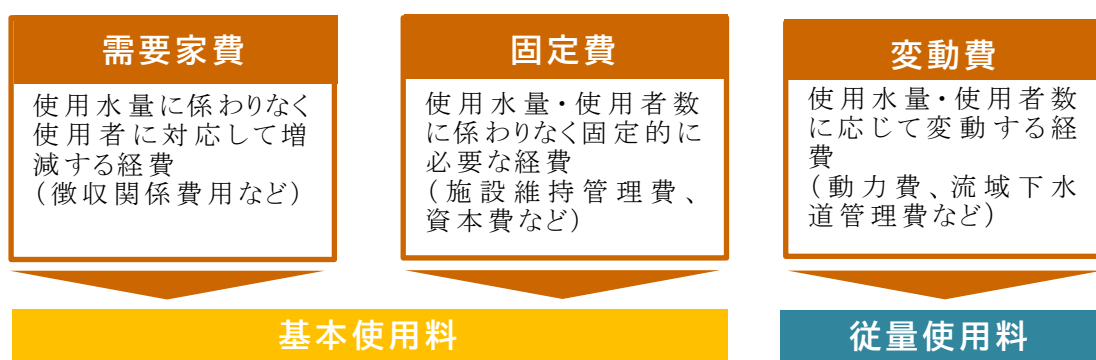 需要家費
使用水量に係わりなく
使用者に対応して増
減する経費
(徴収関係費用など)
固定費
使用水量・使用者数
に係わりなく固定的に
必要な経費
(施設維持管理費、
資本費など)
変動費
使用水量・使用者数
に応じて変動する経
費
(動力費、流域下水
道管理費など)
基本使用料
従量使用料